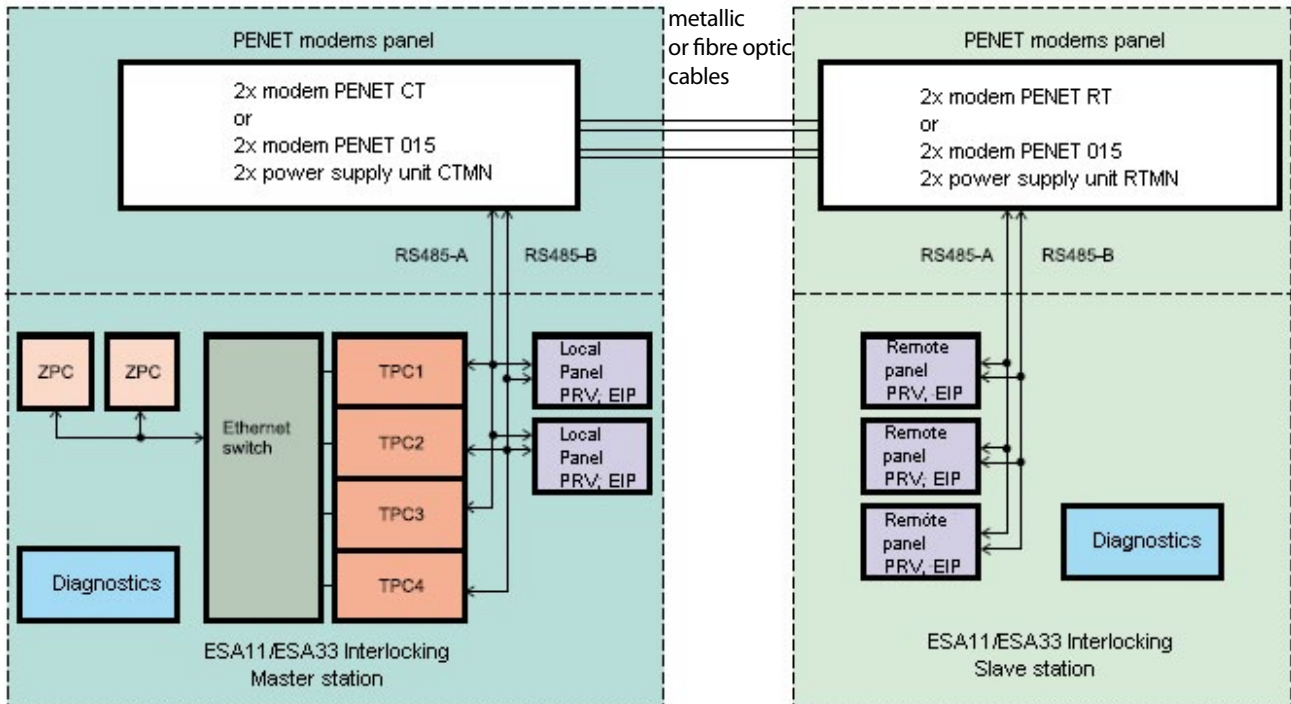 PENET modems panel
2x modem PENET CT
or
2x modem PENET 015
2x power supply unit CTMN
metallic
or fibre optic
cables
PENET modems panel
2x modem PENET RT
or
2x modem PENET 015
2x power supply unit RTMN
RS485-A
RS485-B
RS485-A
RS485-B
ZPC
ZPC
Ethernet
switch
TPC1
TPC2
TPC3
TPC4
Local
Panel
PRV, EIP
Local
Panel
PRV, EIP
Diagnostics
ESA11/ESA33 Interlocking
Master station
Remote
panel
PRV, EIP
Remote
panel
PRV, EIP
Remote
panel
PRV, EIP
Diagnostics
ESA11/ESA33 Interlocking
Slave station